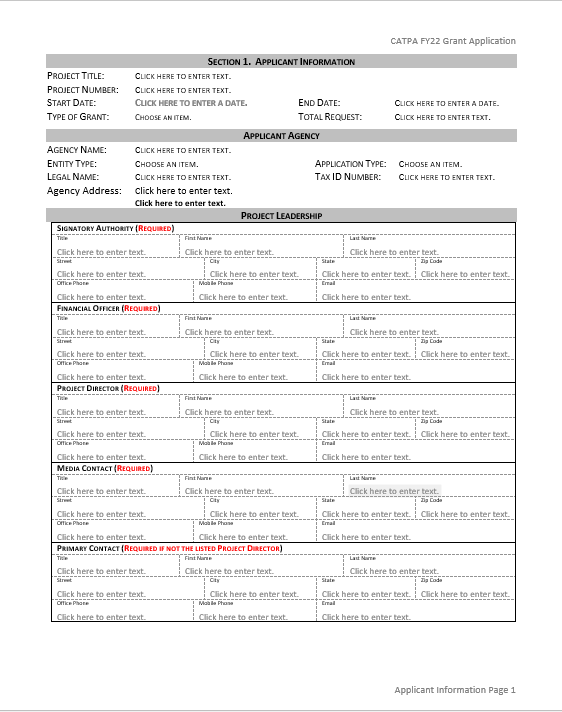 CATPA FY22 Grant Application
SECTION 1. APPLICANT INFORMATION
PROJECT TITLE: CLICK HERE TO ENTER TEXT.
PROJECT NUMBER: CLICK HERE TO ENTER TEXT.
START DATE: CLICK HERE TO ENTER A DATE. END DATE: CLICK HERE TO ENTER A DATE.
TYPE OF GRANT: CHOOSE AN ITEM. TOTAL REQUEST: CLICK HERE TO ENTER TEXT.
APPLICANT AGENCY
AGENCY NAME: CLICK HERE TO ENTER TEXT.
ENTITY TYPE: CHOOSE AN ITEM. APPLICATION TYPE: CHOOSE AN ITEM.
LEGAL NAME: CLICK HERE TO ENTER TEXT. TAX ID NUMBER: CLICK HERE TO ENTER TEXT.
Agency Address: Click here to enter text.
Click here to enter text.
PROJECT LEADERSHIP
SIGNATORY AUTHORITY (REQUIRED)
Title First Name Last Name
Click here to enter text. Click here to enter text. Click here to enter text.
Street City State Zip Code
Click here to enter text. Click here to enter text. Click here to enter text. Click here to enter text.
Office Phone Mobile Phone Email
Click here to enter text. Click here to enter text. Click here to enter text.
FINANCIAL OFFICER (REQUIRED)
Title First Name Last Name
Click here to enter text. Click here to enter text. Click here to enter text.
Street City State Zip Code
Click here to enter text. Click here to enter text. Click here to enter text. Click here to enter text.
Office Phone Mobile Phone Email
Click here to enter text. Click here to enter text. Click here to enter text.
PROJECT DIRECTOR (REQUIRED)
Title First Name Last Name
Click here to enter text. Click here to enter text. Click here to enter text.
Street City State Zip Code
Click here to enter text. Click here to enter text. Click here to enter text. Click here to enter text.
Office Phone Mobile Phone Email
Click here to enter text. Click here to enter text. Click here to enter text.
MEDIA CONTACT (REQUIRED)
Title First Name Last Name
Click here to enter text. Click here to enter text. Click here to enter text.
Street City State Zip Code
Click here to enter text. Click here to enter text. Click here to enter text. Click here to enter text.
Office Phone Mobile Phone Email
Click here to enter text. Click here to enter text. Click here to enter text.
PRIMARY CONTACT (REQUIRED IF NOT THE LISTED PROJECT DIRECTOR)
Title First Name Last Name
Click here to enter text. Click here to enter text. Click here to enter text.
Street City State Zip Code
Click here to enter text. Click here to enter text. Click here to enter text. Click here to enter text.
Office Phone Mobile Phone Email
Click here to enter text. Click here to enter text. Click here to enter text.
Applicant Information Page 1